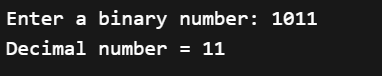 Enter a binary number: 1011
Decimal number = 11